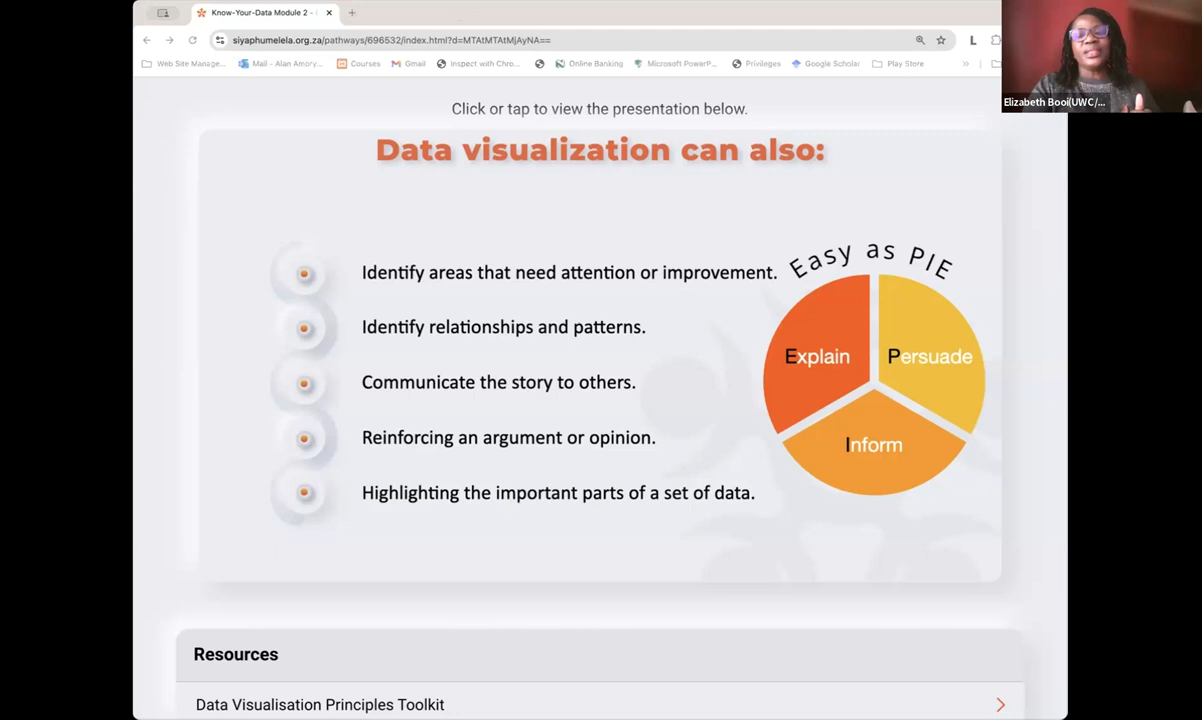 Know-Your-Data Module 2 -
siyaphumelela.org.za/pathways/696532/index.html?d=MTAtMTAtMjAyNA==
L
Web Site Manage...
Mail - Alan Amory...
Courses
Gmail
Inspect with Chro...
Online Banking
Microsoft PowerP...
Privileges
Google Scholar
Play Store
Elizabeth Booi(UWC/...
Click or tap to view the presentation below.
Data visualization can also:
Identify areas that need attention or improvement.
Identify relationships and patterns.
Communicate the story to others.
Reinforcing an argument or opinion.
Highlighting the important parts of a set of data.
Easy as PIE
Explain
Persuade
Inform
Resources
Data Visualisation Principles Toolkit